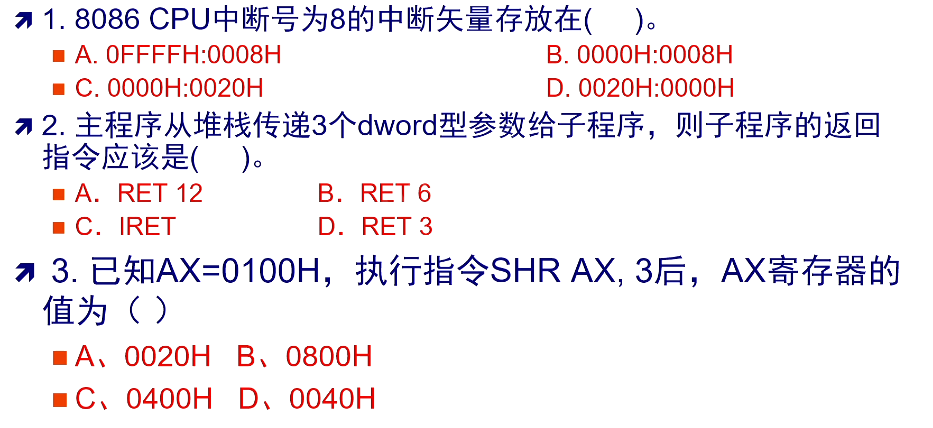 1. 8086 CPU中断号为8的中断矢量存放在(    )。
A. 0FFFFH:0008H    B. 0000H:0008H
C. 0000H:0020H    D. 0020H:0000H
2. 主程序从堆栈传递3个dword型参数给子程序，则子程序的返回
指令应该是(    )。
A．RET 12    B．RET 6
C．IRET    D．RET 3
3. 已知AX=0100H，执行指令SHR AX, 3后，AX寄存器的
值为（ ）
A、0020H  B、0800H
C、0400H  D、0040H